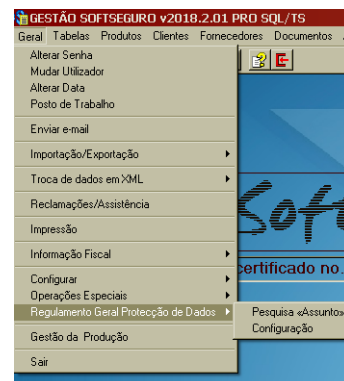 GESTÃO SOFTSEGURO v2018.2.01 PRO SQL/TS
Geral Tabelas Produtos Clientes Fornecedores Documentos
Alterar Senha
Mudar Utilizador
Alterar Data
Posto de Trabalho
Enviar e-mail
Importação/Exportação
Troca de dados em XML
Reclamações/Assistência
Impressão
Informação Fiscal
Configurar
Operações Especiais
Regulamento Geral Protecção de Dados
Gestão da Produção
Sair
Pesquisa «Assunto»
Configuração
Soft
certificado no.